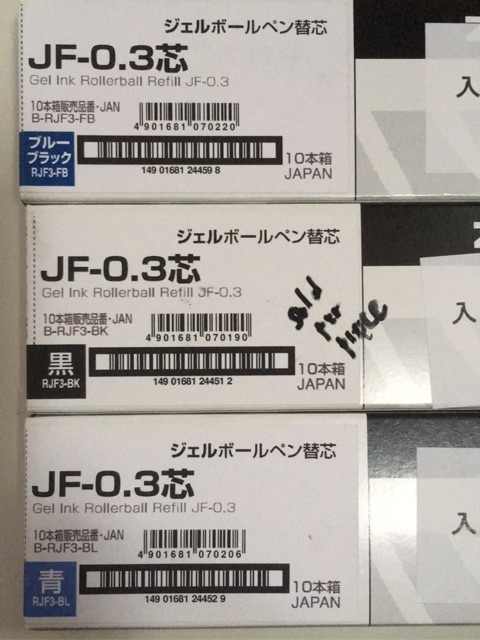 ジェルボールペン替芯
JF-0.3芯
Gel Ink Rollerball Refill JF-0.3
10本箱販売品番・JAN
B-RJF3-FB
4 901681 070220
ブルー
ブラック
RJF3-FB
149 01681 24459 8
10本箱
JAPAN
入
ジェルボールペン替芯
JF-0.3芯
Gel Ink Rollerball Refill JF-0.3
10本箱販売品番・JAN
B-RJF3-BK
4 901681 070190
黒
RJF3-BK
149 01681 24451 2
10本箱
JAPAN
sold
per
piece
入
ジェルボールペン替芯
JF-0.3芯
Gel Ink Rollerball Refill JF-0.3
10本箱販売品番・JAN
B-RJF3-BL
4 901681 070206
青
RJF3-BL
149 01681 24452 9
10本箱
JAPAN
入